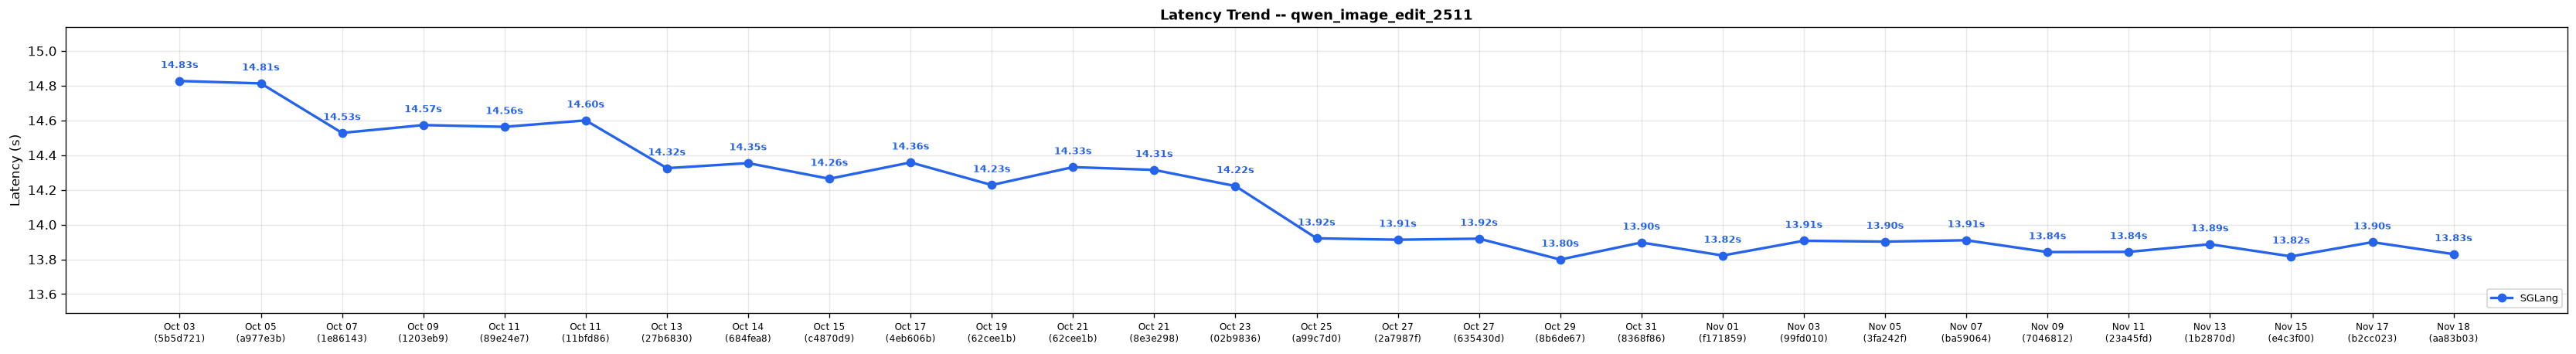 Latency Trend -- qwen_image_edit_2511
Latency (s)
15.0
14.8
14.6
14.4
14.2
14.0
13.8
13.6
14.83s
14.81s
14.53s
14.57s
14.56s
14.60s
14.32s
14.35s
14.26s
14.36s
14.23s
14.33s
14.31s
14.22s
13.92s
13.91s
13.92s
13.80s
13.90s
13.82s
13.91s
13.90s
13.91s
13.84s
13.84s
13.89s
13.82s
13.90s
13.83s
SGLang
Oct 03
(5b5d721)
Oct 05
(a977e3b)
Oct 07
(1e86143)
Oct 09
(1203eb9)
Oct 11
(89e24e7)
Oct 11
(11bfd86)
Oct 13
(27b6830)
Oct 14
(684fea8)
Oct 15
(c4870d9)
Oct 17
(4eb606b)
Oct 19
(62cee1b)
Oct 21
(62cee1b)
Oct 21
(8e3e298)
Oct 23
(02b9836)
Oct 25
(a99c7d0)
Oct 27
(2a7987f)
Oct 27
(635430d)
Oct 29
(8b6de67)
Oct 31
(8368f86)
Nov 01
(f171859)
Nov 03
(99fd010)
Nov 05
(3fa242f)
Nov 07
(ba59064)
Nov 09
(7046812)
Nov 11
(23a45fd)
Nov 13
(1b2870d)
Nov 15
(e4c3f00)
Nov 17
(b2cc023)
Nov 18
(aa83b03)